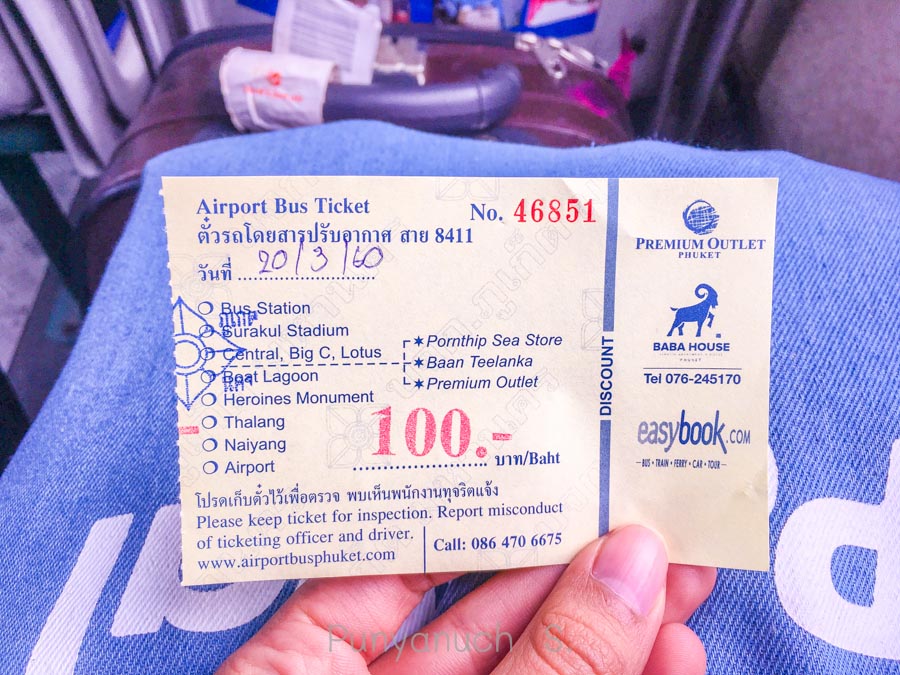 Airport Bus Ticket
No. 46851
ตั๋วรถโดยสารปรับอากาศ สาย 8411
วันที่ 20/3/60
Bus Station
Surakul Stadium
Central, Big C, Lotus
Boat Lagoon
Heroines Monument
Thalang
Naiyang
Airport
ภูเก็ต
✶Pornthip Sea Store
✶Baan Teelanka
✶Premium Outlet
100.-
บาท/Baht
โปรดเก็บตั๋วไว้เพื่อตรวจ พบเห็นพนักงานทุจริตแจ้ง
Please keep ticket for inspection. Report misconduct
of ticketing officer and driver.
www.airportbusphuket.com
Call: 086 470 6675
DISCOUNT
PREMIUM OUTLET
PHUKET
BABA HOUSE
PHUKET
Tel 076-245170
easybook.COM
BUS • TRAIN • FERRY • CAR • TOUR
Punyanuch S.